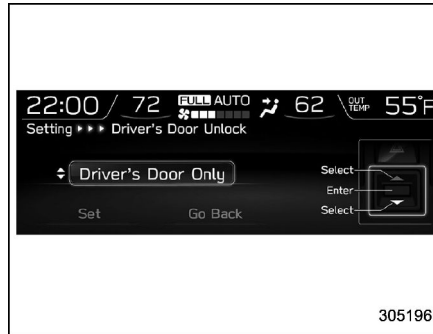 22:00 / 72 FULL AUTO 62 OUT TEMP 55°F
Setting ▸▸▸ Driver's Door Unlock
Driver's Door Only
Select
Enter
Set Go Back Select
305196